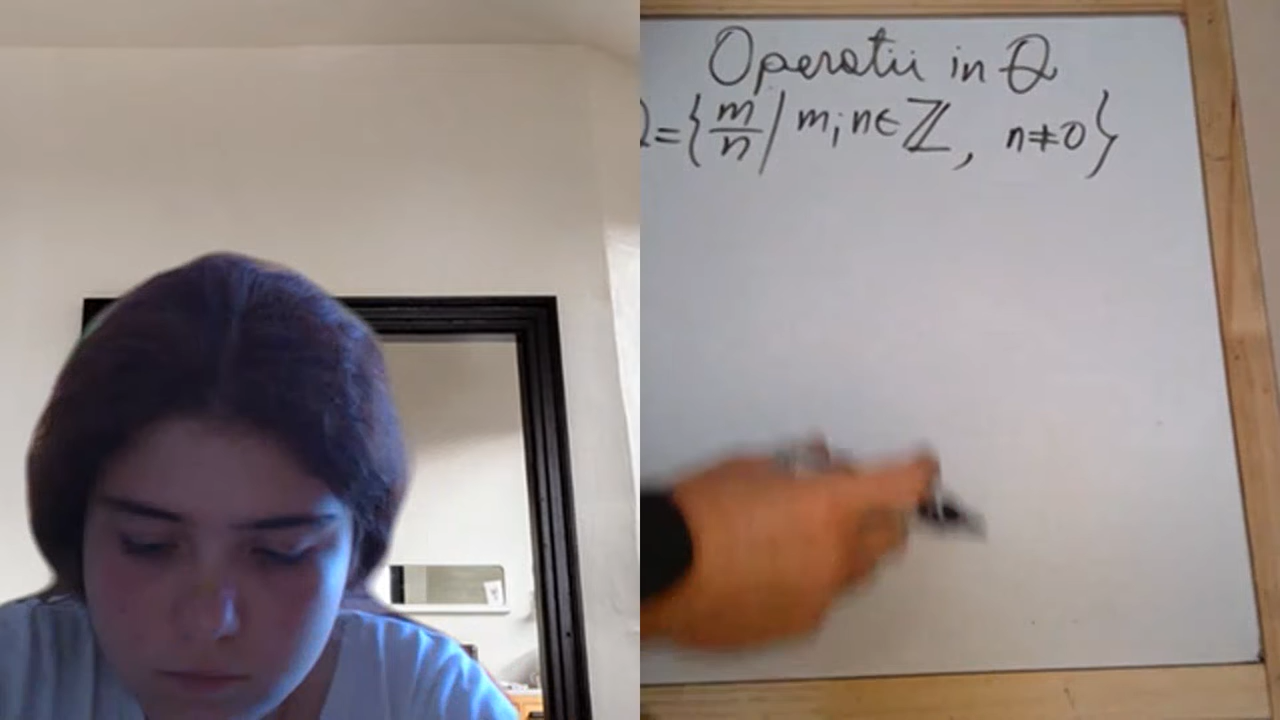 Operatii in Q
Q={m/n / m,n∈ℤ, n≠0}